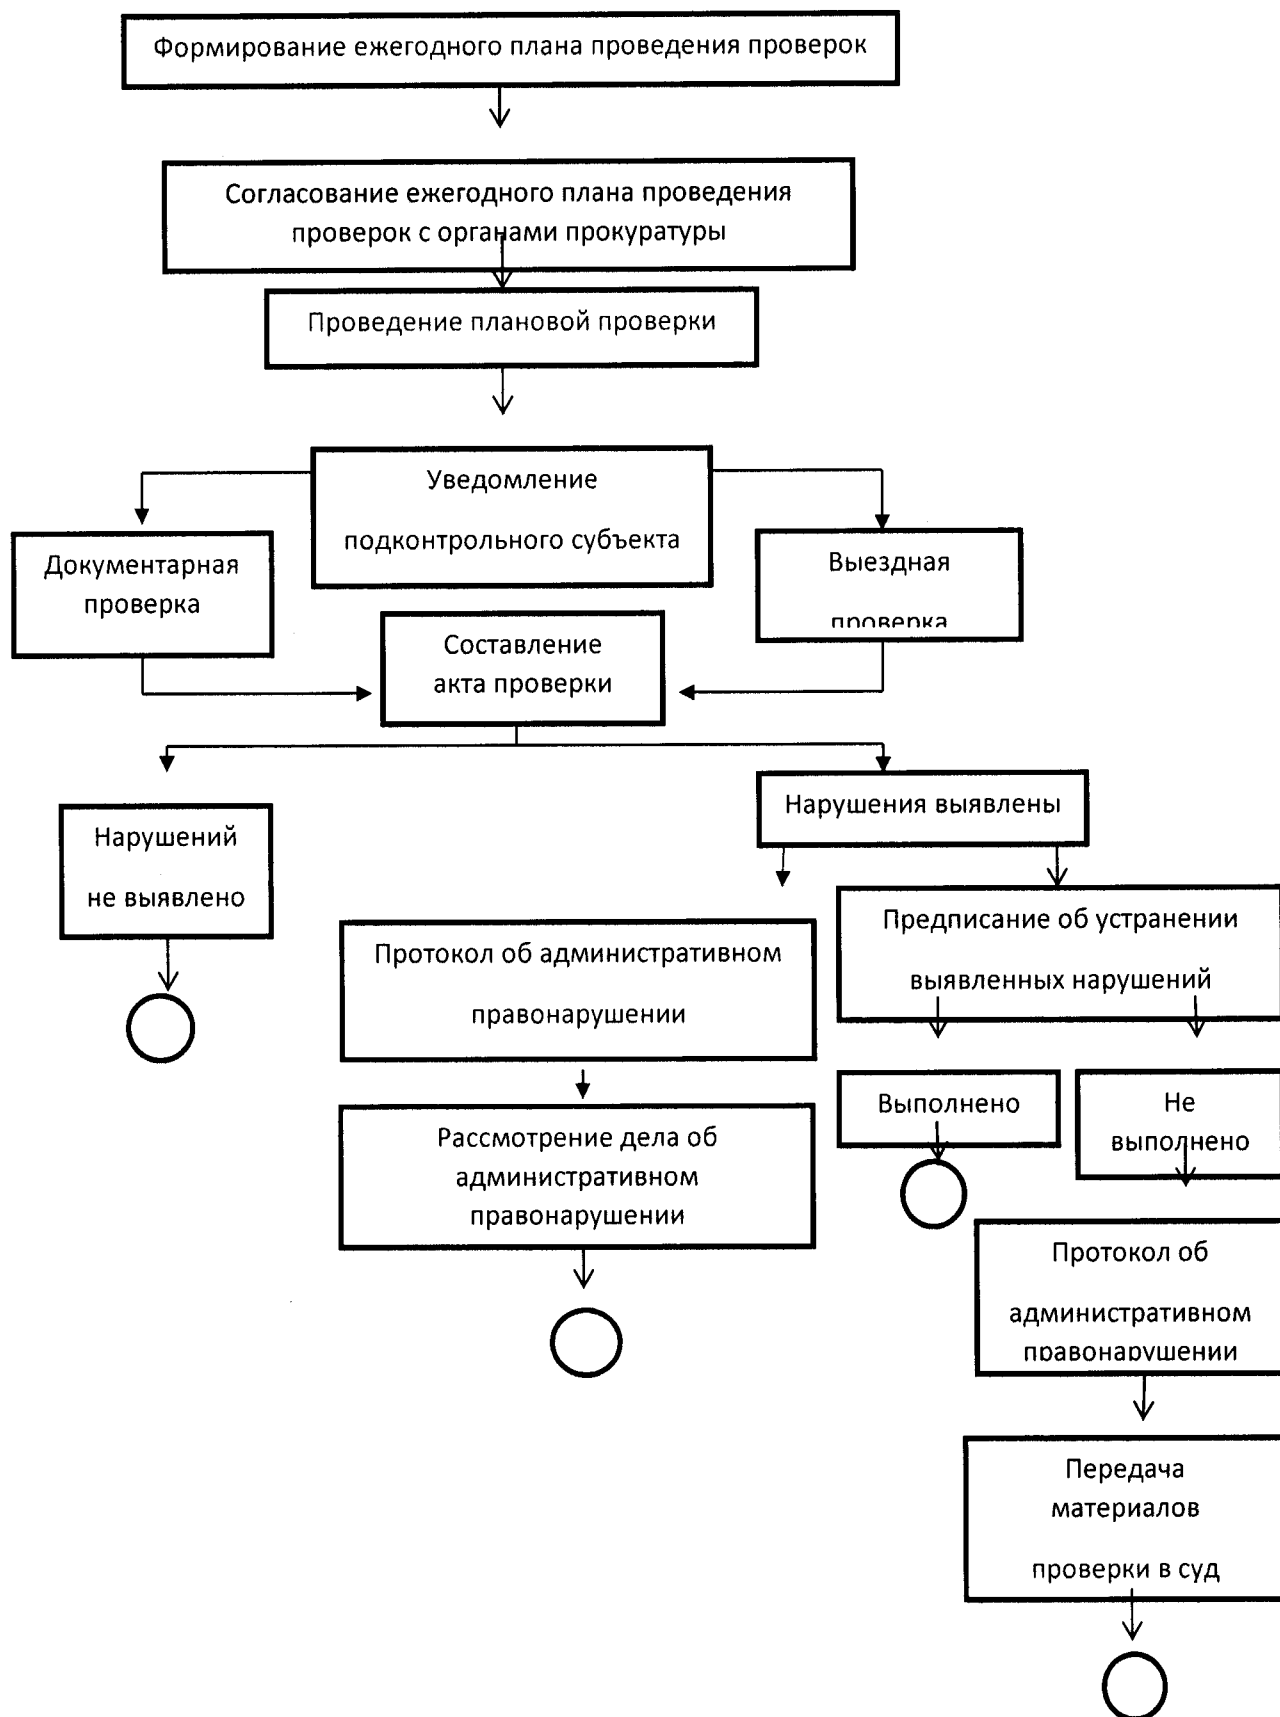 Формирование ежегодного плана проведения проверок
Согласование ежегодного плана проведения
проверок с органами прокуратуры
Проведение плановой проверки
Уведомление
подконтрольного субъекта
Документарная
проверка
Выездная
проверка
Составление
акта проверки
Нарушений
не выявлено
Нарушения выявлены
Протокол об административном
правонарушении
Предписание об устранении
выявленных нарушений
Рассмотрение дела об
административном
правонарушении
Выполнено
Не
выполнено
Протокол об
административном
правонарушении
Передача
материалов
проверки в суд